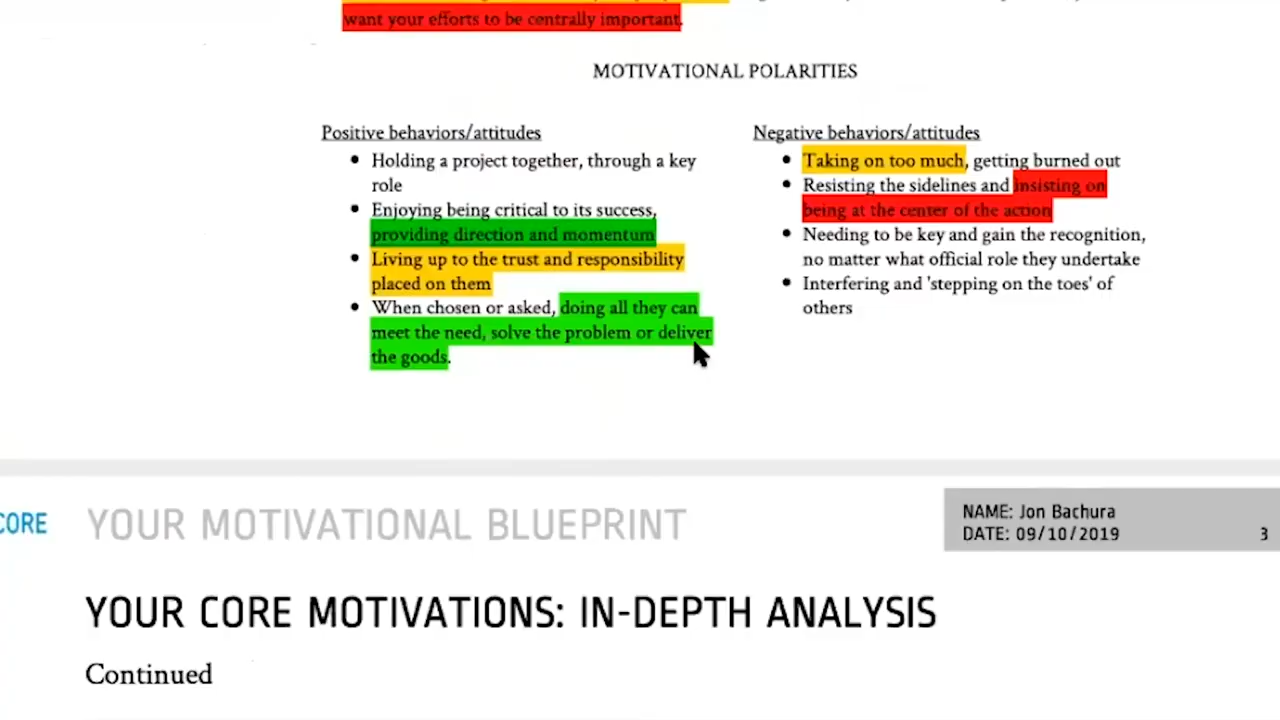 want your efforts to be centrally important.
MOTIVATIONAL POLARITIES
Positive behaviors/attitudes
• Holding a project together, through a key
role
• Enjoying being critical to its success,
providing direction and momentum
• Living up to the trust and responsibility
placed on them
• When chosen or asked, doing all they can
meet the need, solve the problem or deliver
the goods.
Negative behaviors/attitudes
• Taking on too much, getting burned out
• Resisting the sidelines and insisting on
being at the center of the action
• Needing to be key and gain the recognition,
no matter what official role they undertake
• Interfering and 'stepping on the toes' of
others
CORE
YOUR MOTIVATIONAL BLUEPRINT
NAME: Jon Bachura
DATE: 09/10/2019 3
YOUR CORE MOTIVATIONS: IN-DEPTH ANALYSIS
Continued